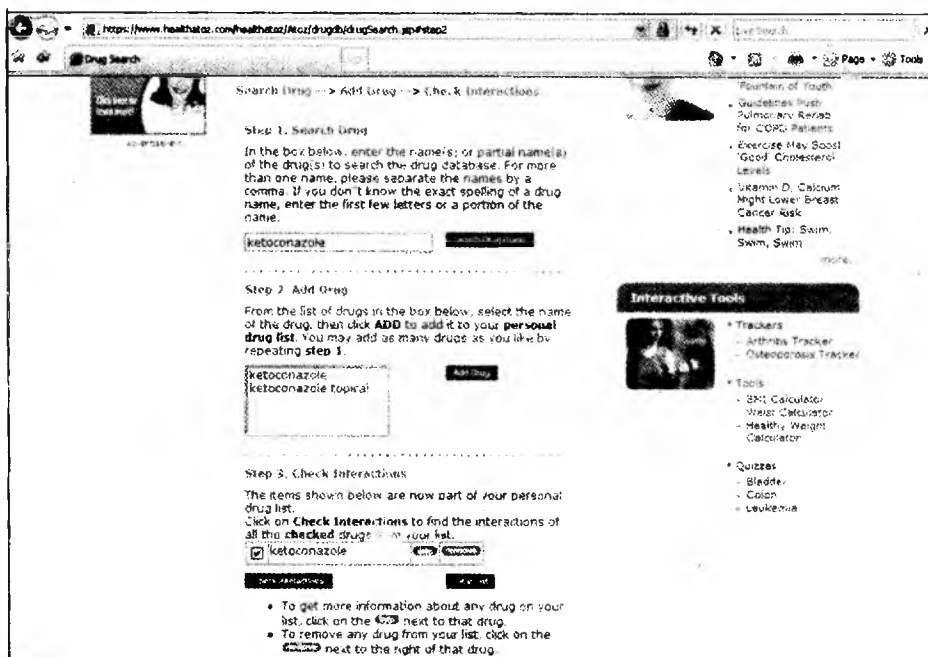 https://www.healthatoz.com/healthatoz/Atoz/drugdb/drugSearch.jsp#step2
Live Search
Drug Search
Page
Tools
Search Drug --> Add Drug --> Check Interactions
Step 1. Search Drug
In the box below, enter the name(s) or partial name(s)
of the drug(s) to search the drug database. For more
than one name, please separate the names by a
comma. If you don't know the exact spelling of a drug
name, enter the first few letters or a portion of the
name.
ketoconazole
Step 2. Add Drug
From the list of drugs in the box below, select the name
of the drug, then click ADD to add it to your personal
drug list. You may add as many drugs as you like by
repeating step 1.
ketoconazole
ketoconazole topical
Add Drug
Step 3. Check Interactions
The items shown below are now part of your personal
drug list.
Click on Check Interactions to find the interactions of
all the checked drugs from your list.
ketoconazole
Check Interactions
• To get more information about any drug on your
list, click on the next to that drug.
• To remove any drug from your list, click on the
next to the right of that drug.
'Fountain of Youth'
Guidelines Push
Pulmonary Rehab
for COPD Patients
Exercise May Boost
'Good' Cholesterol
Levels
Vitamin D, Calcium
Might Lower Breast
Cancer Risk
Health Tip: Swim,
Swim, Swim
more.
Interactive Tools
• Trackers
- Arthritis Tracker
- Osteoporosis Tracker
• Tools
- BMI Calculator
- Waist Calculator
- Healthy Weight
Calculator
• Quizzes
- Bladder
- Colon
- Leukemia